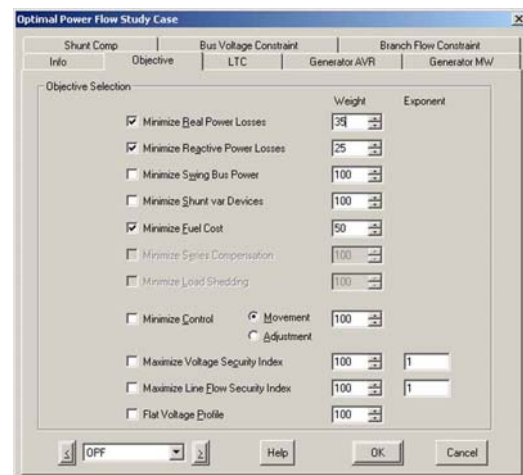 Optimal Power Flow Study Case
Shunt Comp Bus Voltage Constraint Branch Flow Constraint
Info Objective LTC Generator AVR Generator MW
Objective Selection
Weight Exponent
Minimize Real Power Losses 35
Minimize Reactive Power Losses 25
Minimize Swing Bus Power 100
Minimize Shunt var Devices 100
Minimize Fuel Cost 50
Minimize Series Compensation 100
Minimize Load Shedding 100
Minimize Control Movement 100
Adjustment
Maximize Voltage Security Index 100 1
Maximize Line Flow Security Index 100 1
Flat Voltage Profile 100
< OPF > Help OK Cancel